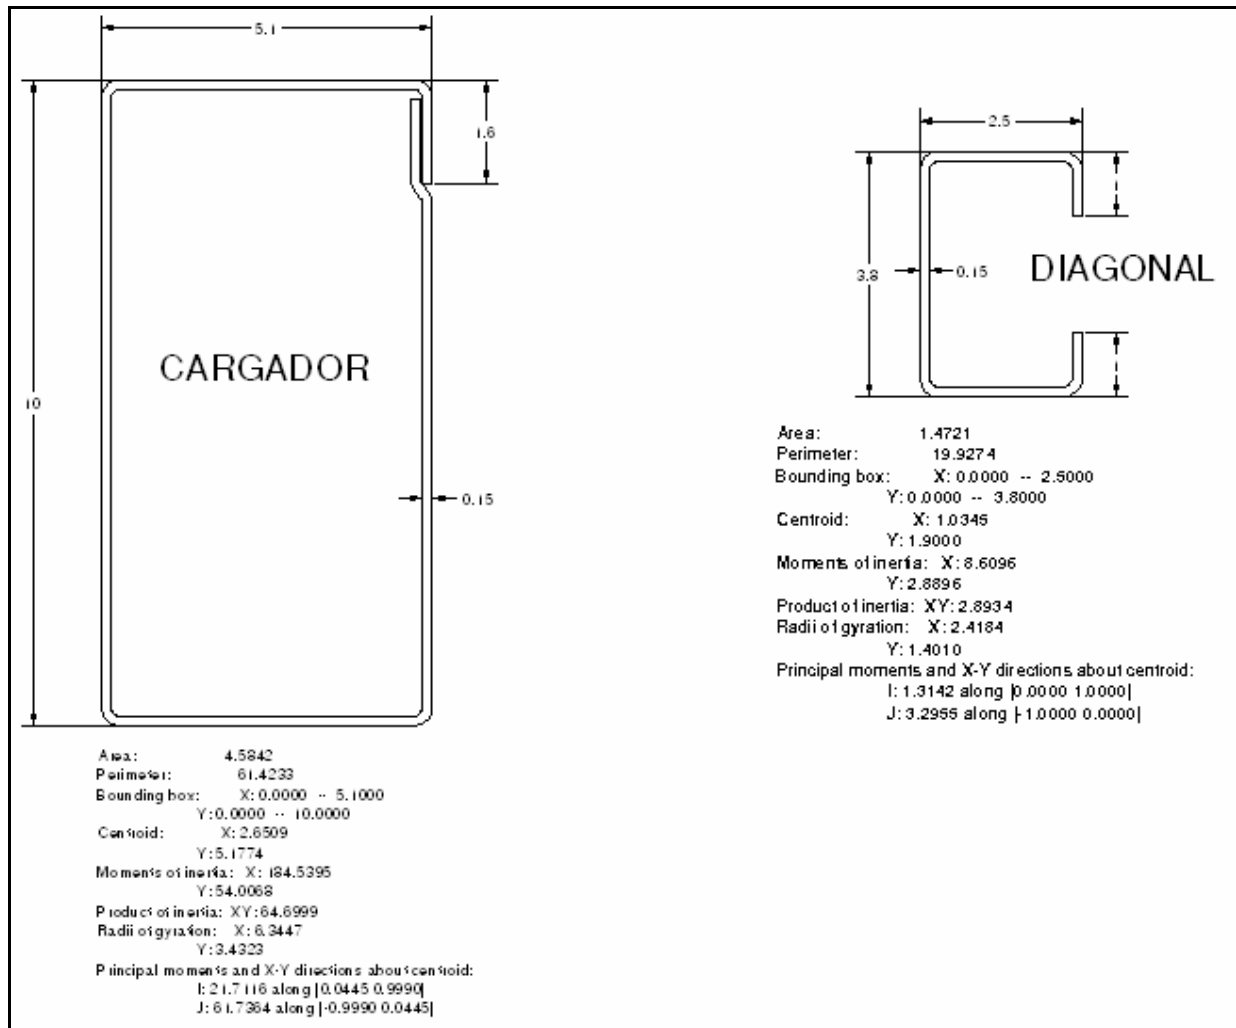 5.1
1.6
10
CARGADOR
0.15
Area: 4.5842
Perimeter: 61.4233
Bounding box: X: 0.0000 -- 5.1000
Y: 0.0000 -- 10.0000
Centroid: X: 2.6509
Y: 5.1774
Moments of inertia: X: 184.5395
Y: 54.0068
Product of inertia: XY: 64.6999
Radii of gyration: X: 6.3447
Y: 3.4323
Principal moments and X-Y directions about centroid:
I: 21.7116 along [0.0445 0.9990]
J: 61.7364 along [-0.9990 0.0445]
2.5
3.8
0.15
DIAGONAL
Area: 1.4721
Perimeter: 19.9274
Bounding box: X: 0.0000 -- 2.5000
Y: 0.0000 -- 3.8000
Centroid: X: 1.0345
Y: 1.9000
Moments of inertia: X: 8.6096
Y: 2.8896
Product of inertia: XY: 2.8934
Radii of gyration: X: 2.4184
Y: 1.4010
Principal moments and X-Y directions about centroid:
I: 1.3142 along [0.0000 1.0000]
J: 3.2955 along [-1.0000 0.0000]